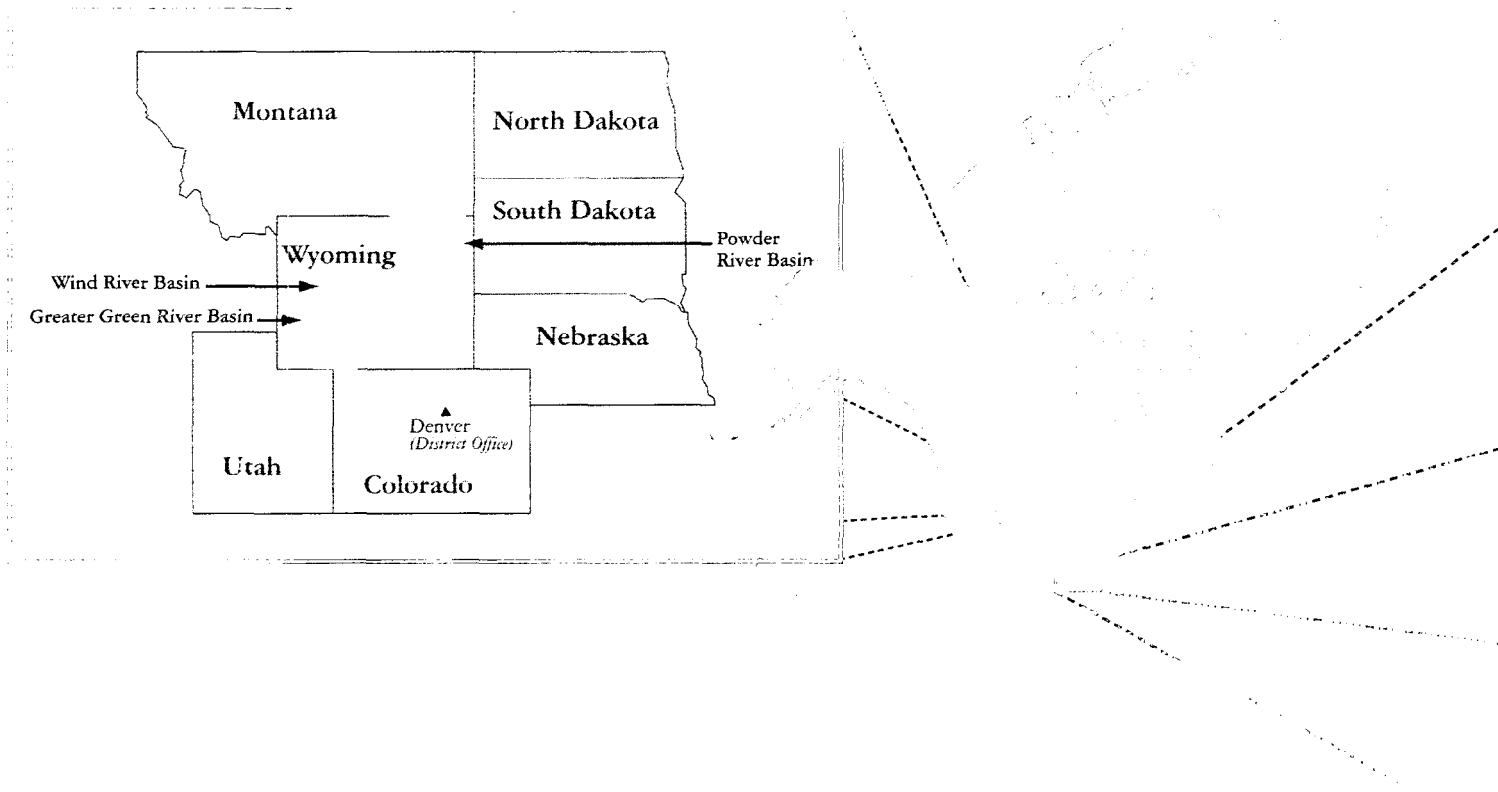 Montana
North Dakota
South Dakota
Wyoming
Powder
River Basin
Wind River Basin
Greater Green River Basin
Nebraska
Denver
(District Office)
Utah
Colorado